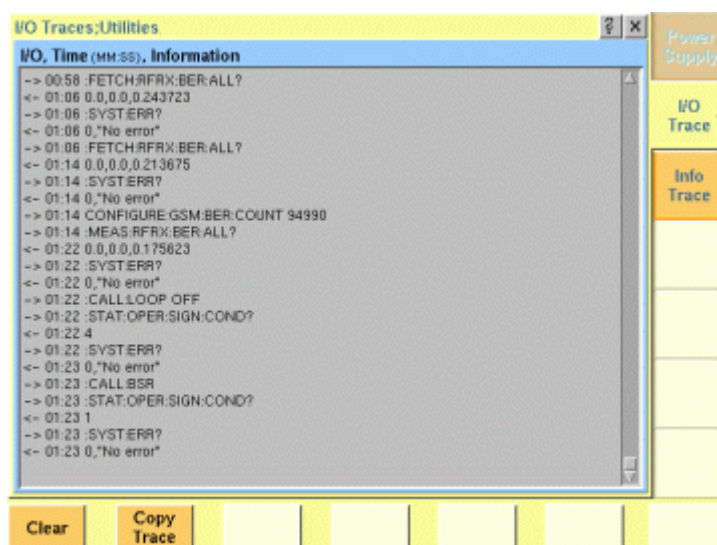 I/O Traces;Utilities
? ×
I/O, Time (MM:SS), Information
-> 00:58 :FETCH:RFRX:BER:ALL?
<- 01:06 0.0,0.0,0.243723
-> 01:06 :SYST:ERR?
<- 01:06 0,"No error"
-> 01:06 :FETCH:RFRX:BER:ALL?
<- 01:14 0.0,0.0,0.213675
-> 01:14 :SYST:ERR?
<- 01:14 0,"No error"
-> 01:14 CONFIGURE:GSM:BER:COUNT 94990
-> 01:14 :MEAS:RFRX:BER:ALL?
<- 01:22 0.0,0.0,0.175623
-> 01:22 :SYST:ERR?
<- 01:22 0,"No error"
-> 01:22 :CALL:LOOP OFF
-> 01:22 :STAT:OPER:SIGN:COND?
<- 01:22 4
-> 01:22 :SYST:ERR?
<- 01:23 0,"No error"
-> 01:23 :CALL:BSR
-> 01:23 :STAT:OPER:SIGN:COND?
<- 01:23 1
-> 01:23 :SYST:ERR?
<- 01:23 0,"No error"
Power
Supply
I/O
Trace
Info
Trace
Clear
Copy
Trace